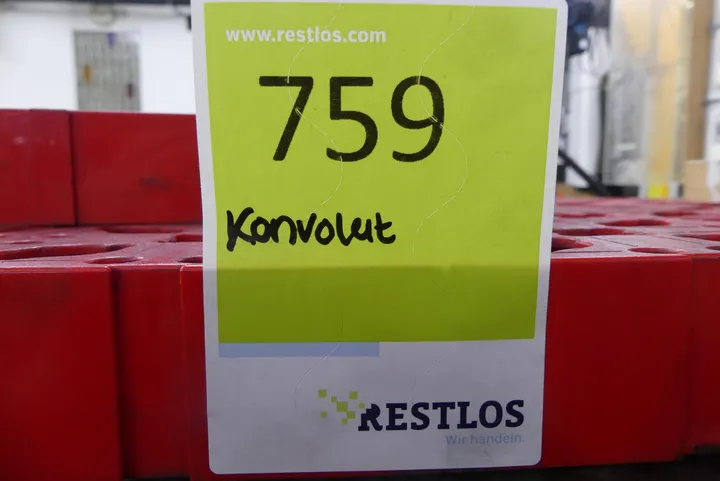 www.restlos.com
759
Konvolut
RESTLOS
Wir handeln.